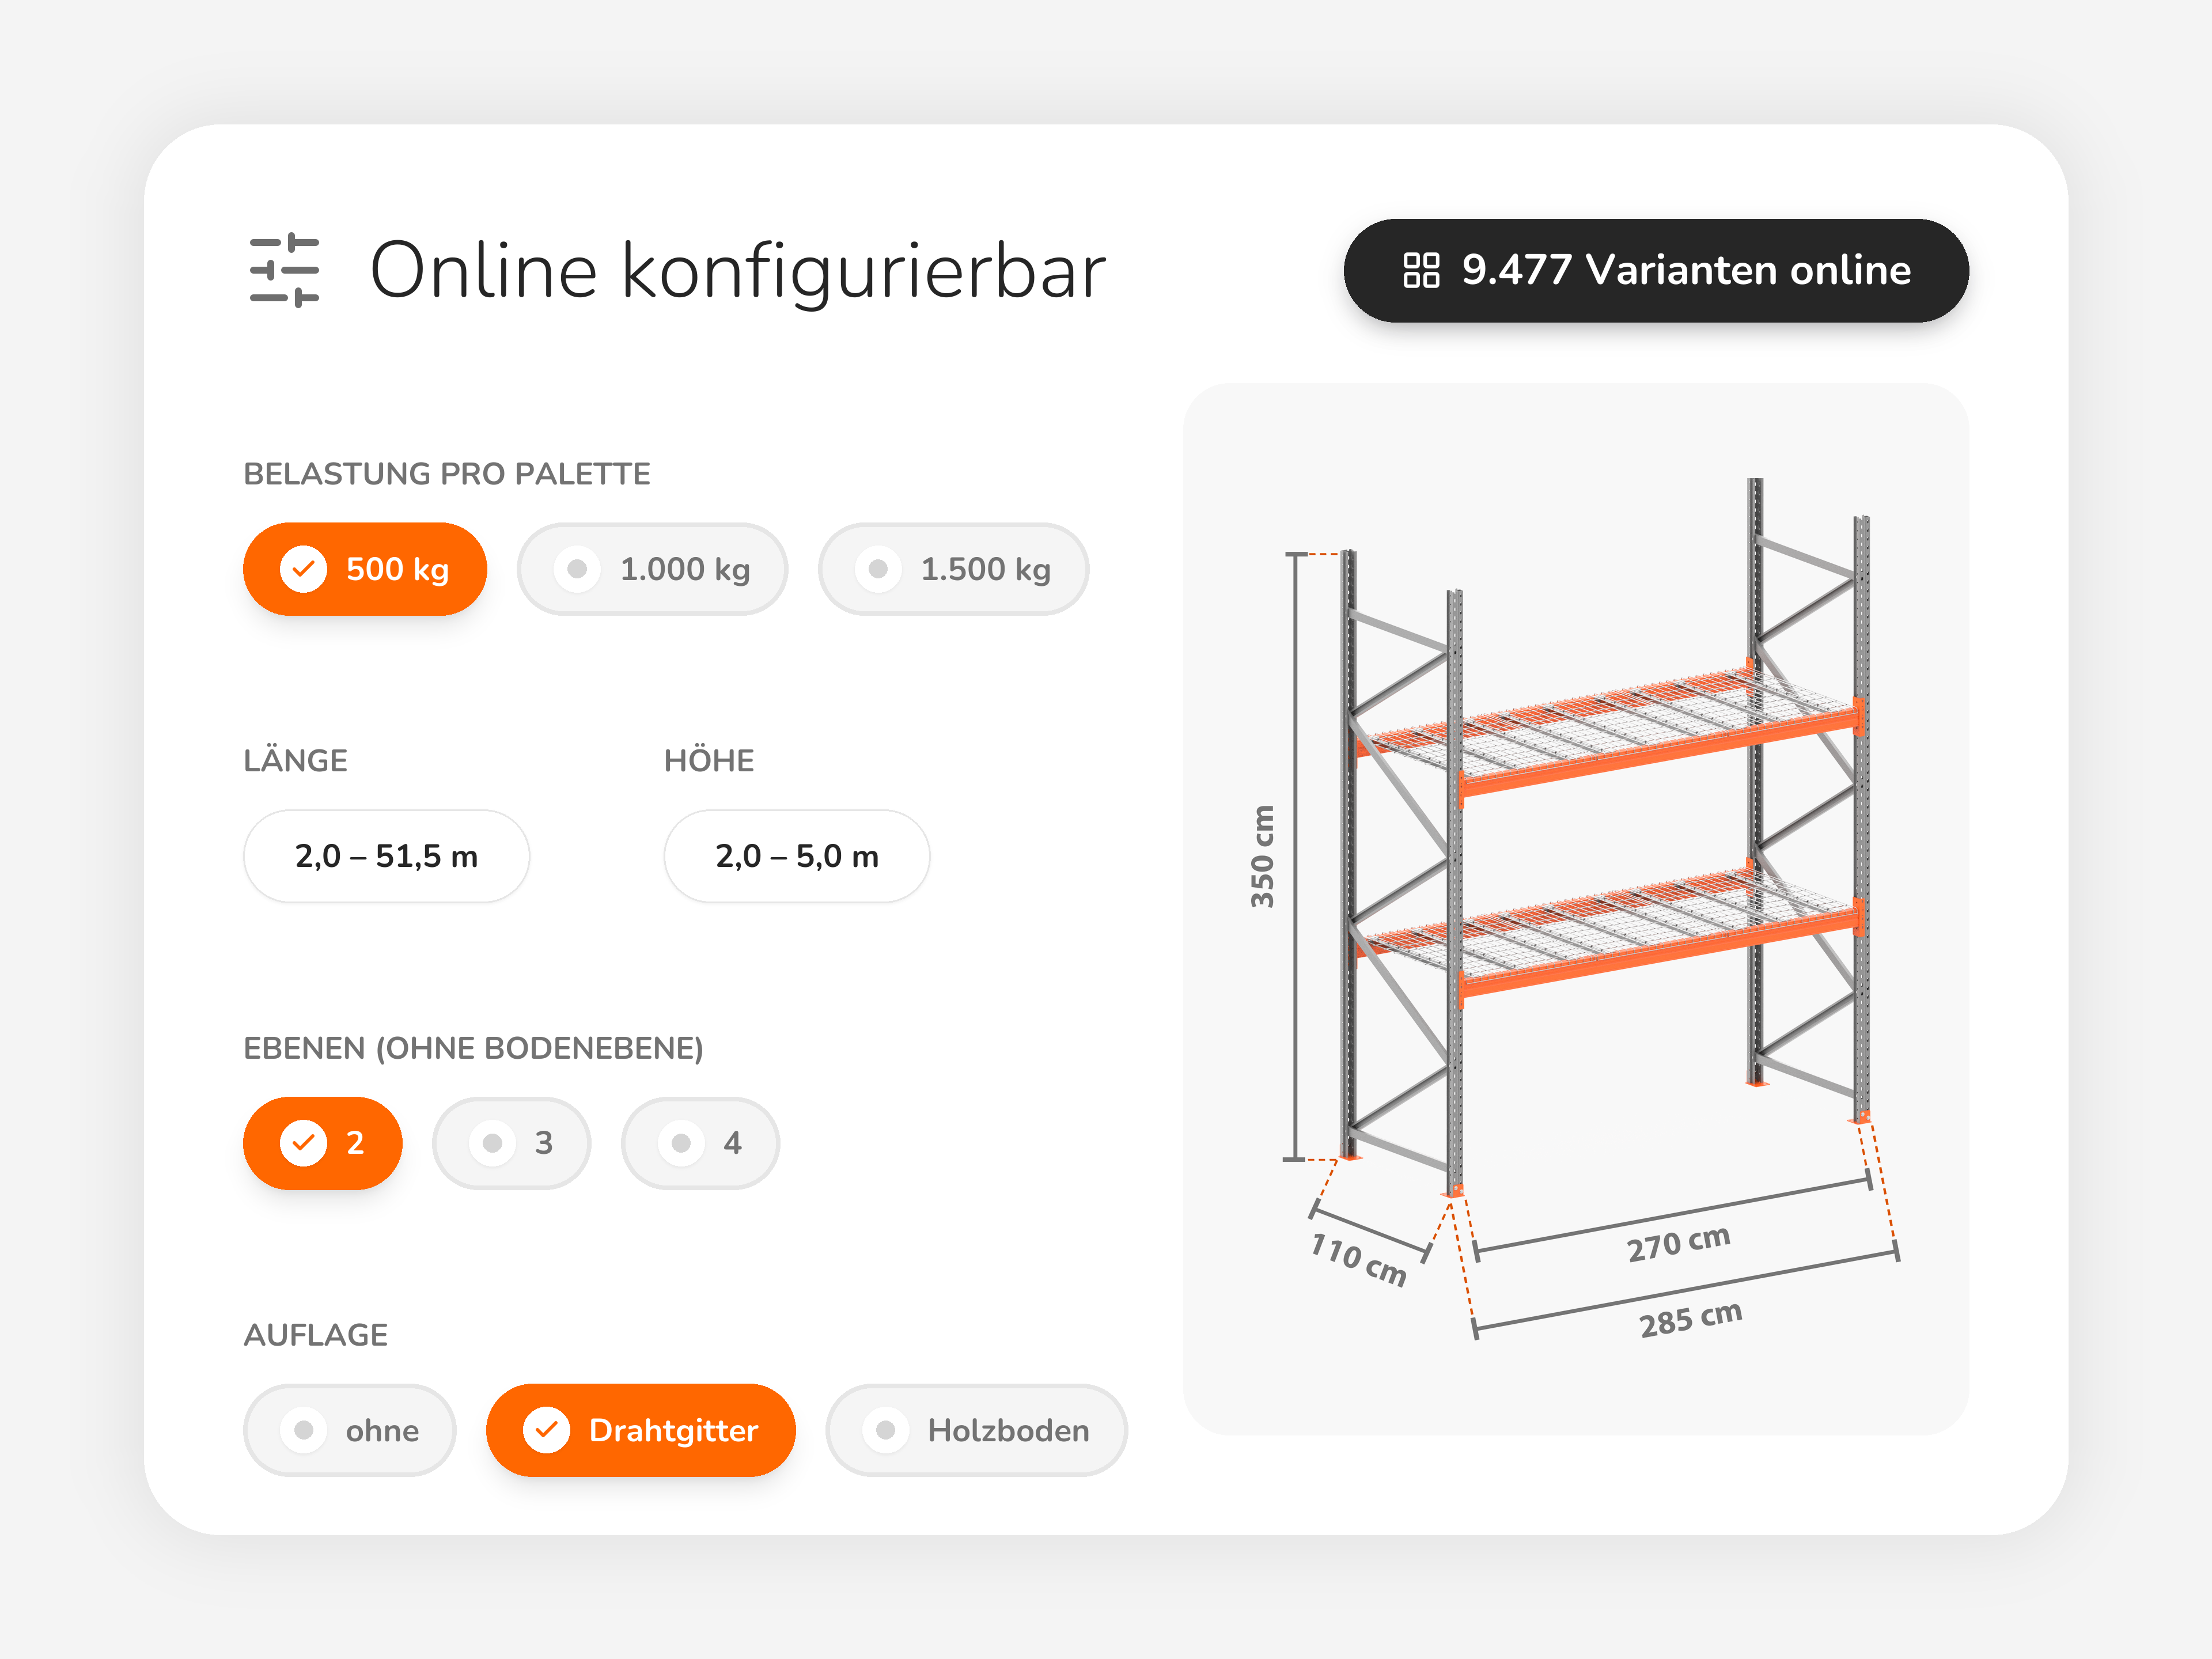 Online konfigurierbar
9.477 Varianten online
BELASTUNG PRO PALETTE
500 kg
1.000 kg
1.500 kg
LÄNGE
HÖHE
2,0 – 51,5 m
2,0 – 5,0 m
EBENEN (OHNE BODENEBENE)
2
3
4
AUFLAGE
ohne
Drahtgitter
Holzboden
350 cm
110 cm
270 cm
285 cm